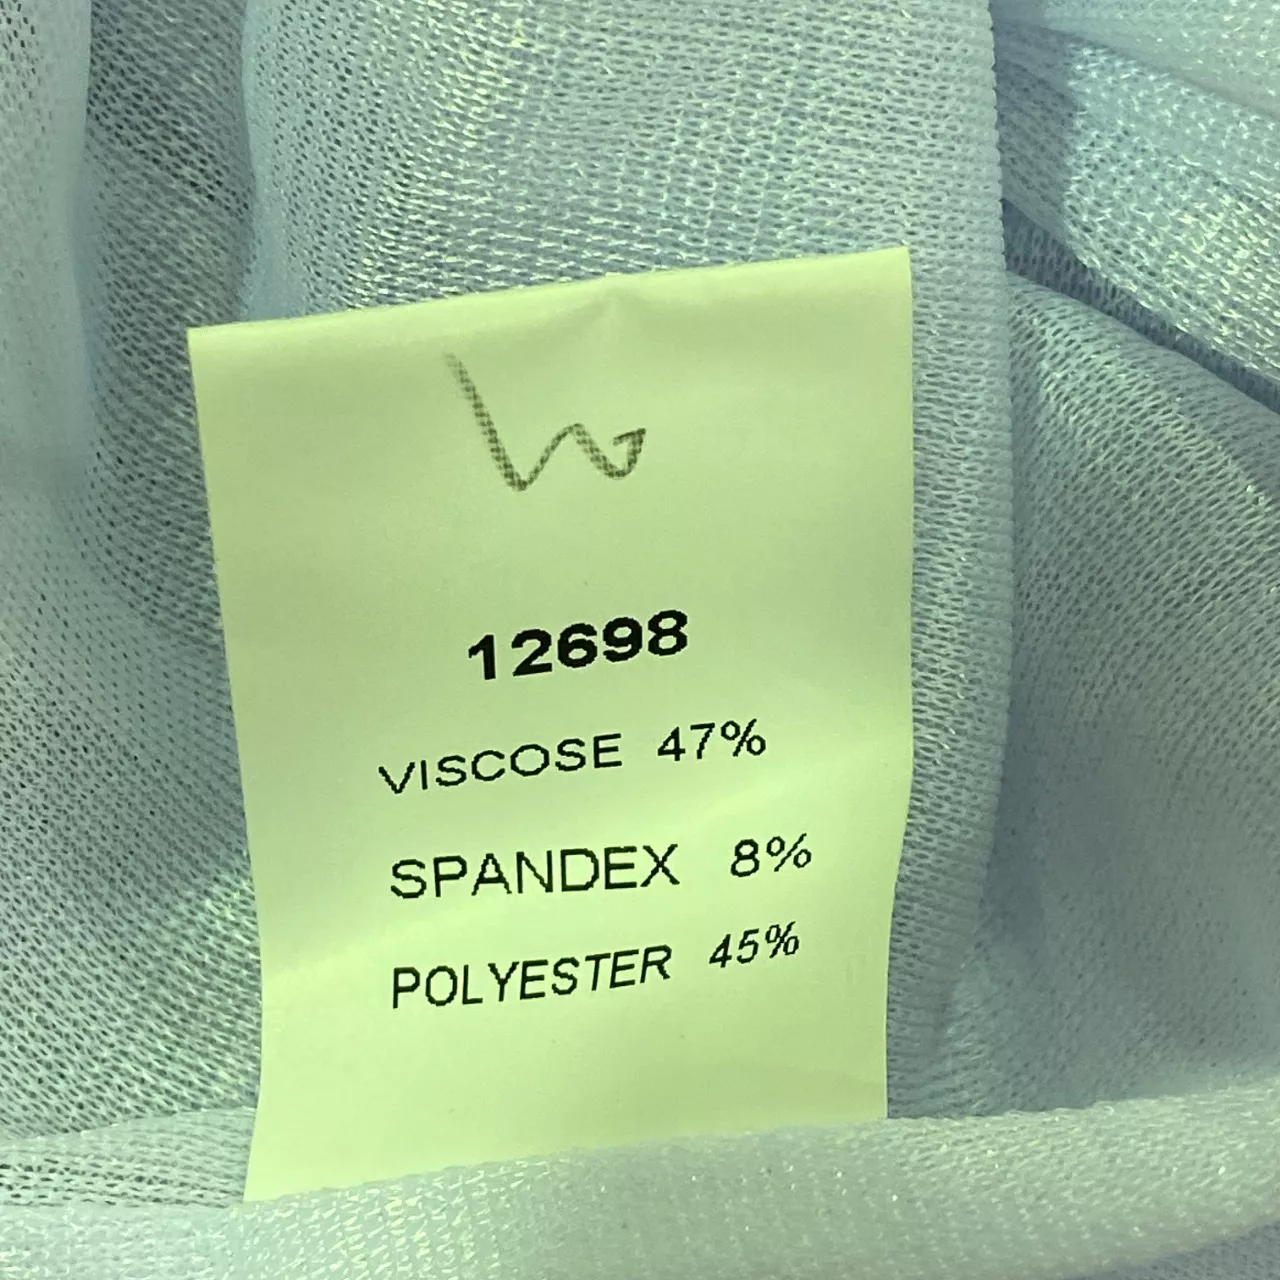 12698
VISCOSE 47%
SPANDEX 8%
POLYESTER 45%